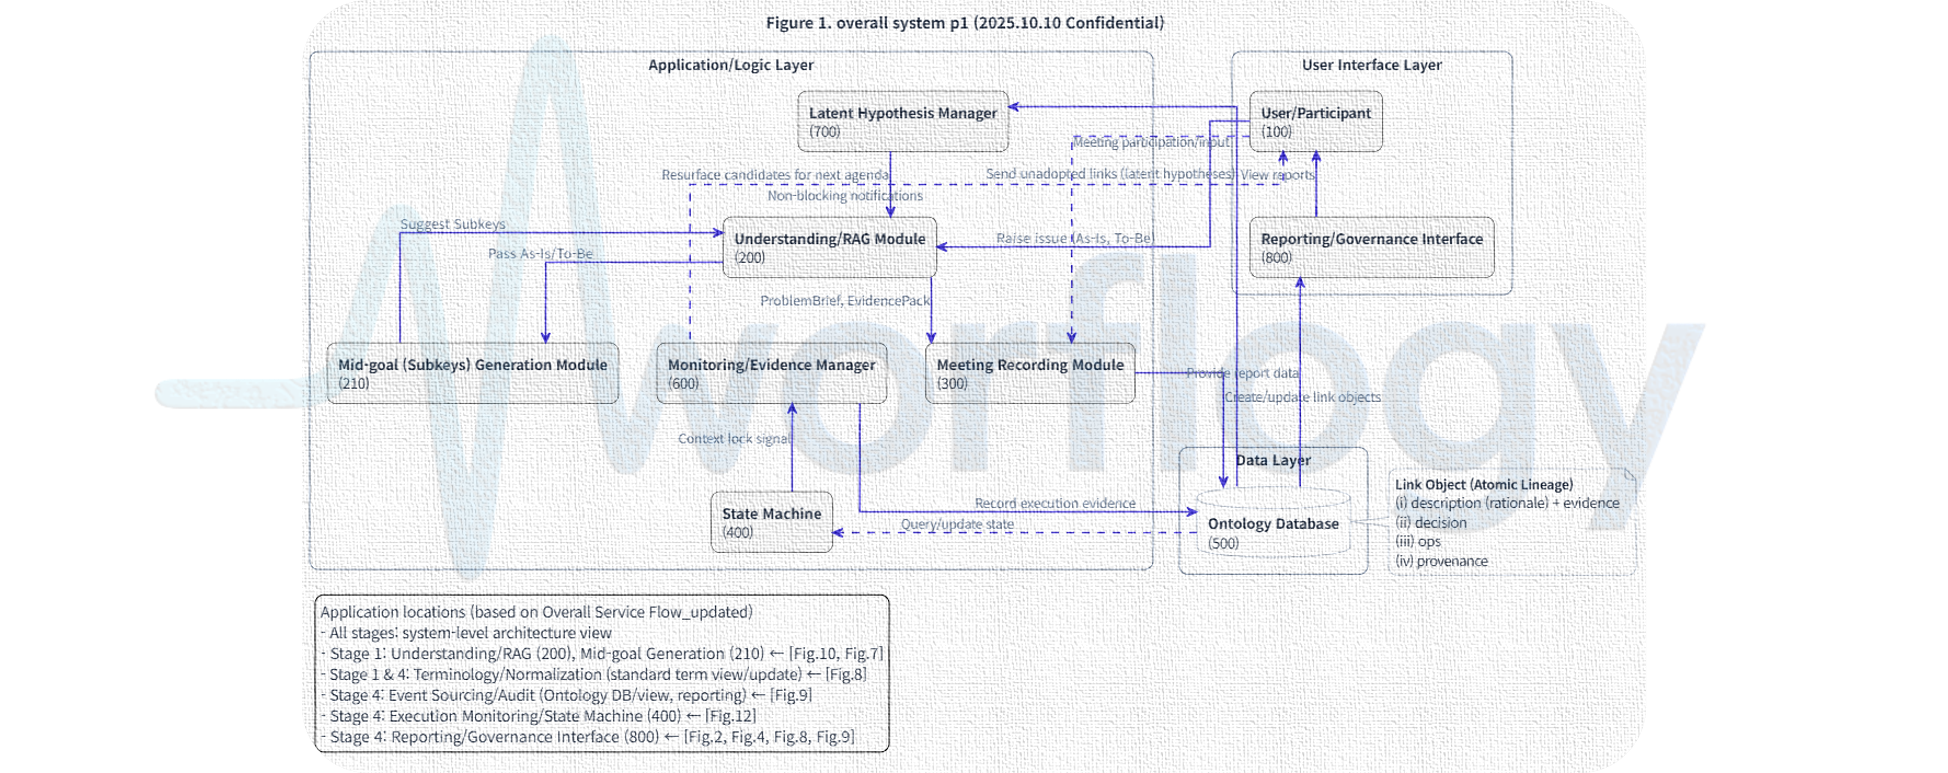 Figure 1. overall system p1 (2025.10.10 Confidential)
Application/Logic Layer
User Interface Layer
Latent Hypothesis Manager
(700)
User/Participant
(100)
Meeting participation/input
Resurface candidates for next agenda
Send unadopted links (latent hypotheses)
View reports
Non-blocking notifications
Suggest Subkeys
Pass As-Is/To-Be
Understanding/RAG Module
(200)
Raise issue (As-Is, To-Be)
Reporting/Governance Interface
(800)
ProblemBrief, EvidencePack
Mid-goal (Subkeys) Generation Module
(210)
Monitoring/Evidence Manager
(600)
Meeting Recording Module
(300)
Provide report data
Create/update link objects
Context lock signal
Data Layer
State Machine
(400)
Record execution evidence
Query/update state
Ontology Database
(500)
Link Object (Atomic Lineage)
(i) description (rationale) + evidence
(ii) decision
(iii) ops
(iv) provenance
Application locations (based on Overall Service Flow_updated)
- All stages: system-level architecture view
- Stage 1: Understanding/RAG (200), Mid-goal Generation (210) ← [Fig.10, Fig.7]
- Stage 1 & 4: Terminology/Normalization (standard term view/update) ← [Fig.8]
- Stage 4: Event Sourcing/Audit (Ontology DB/view, reporting) ← [Fig.9]
- Stage 4: Execution Monitoring/State Machine (400) ← [Fig.12]
- Stage 4: Reporting/Governance Interface (800) ← [Fig.2, Fig.4, Fig.8, Fig.9]
worflogy